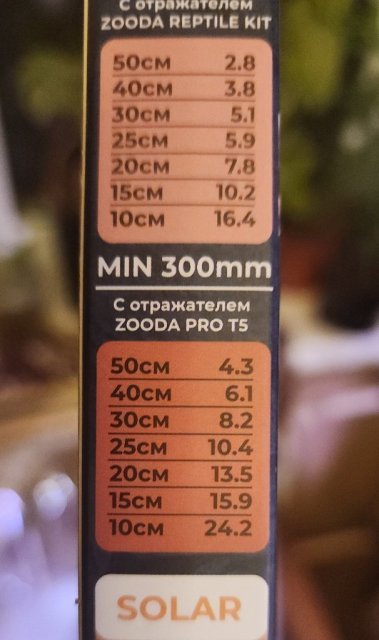 С отражателем
ZOODA REPTILE KIT
50см 2.8
40см 3.8
30см 5.1
25см 5.9
20см 7.8
15см 10.2
10см 16.4
MIN 300mm
С отражателем
ZOODA PRO T5
50см 4.3
40см 6.1
30см 8.2
25см 10.4
20см 13.5
15см 15.9
10см 24.2
SOLAR